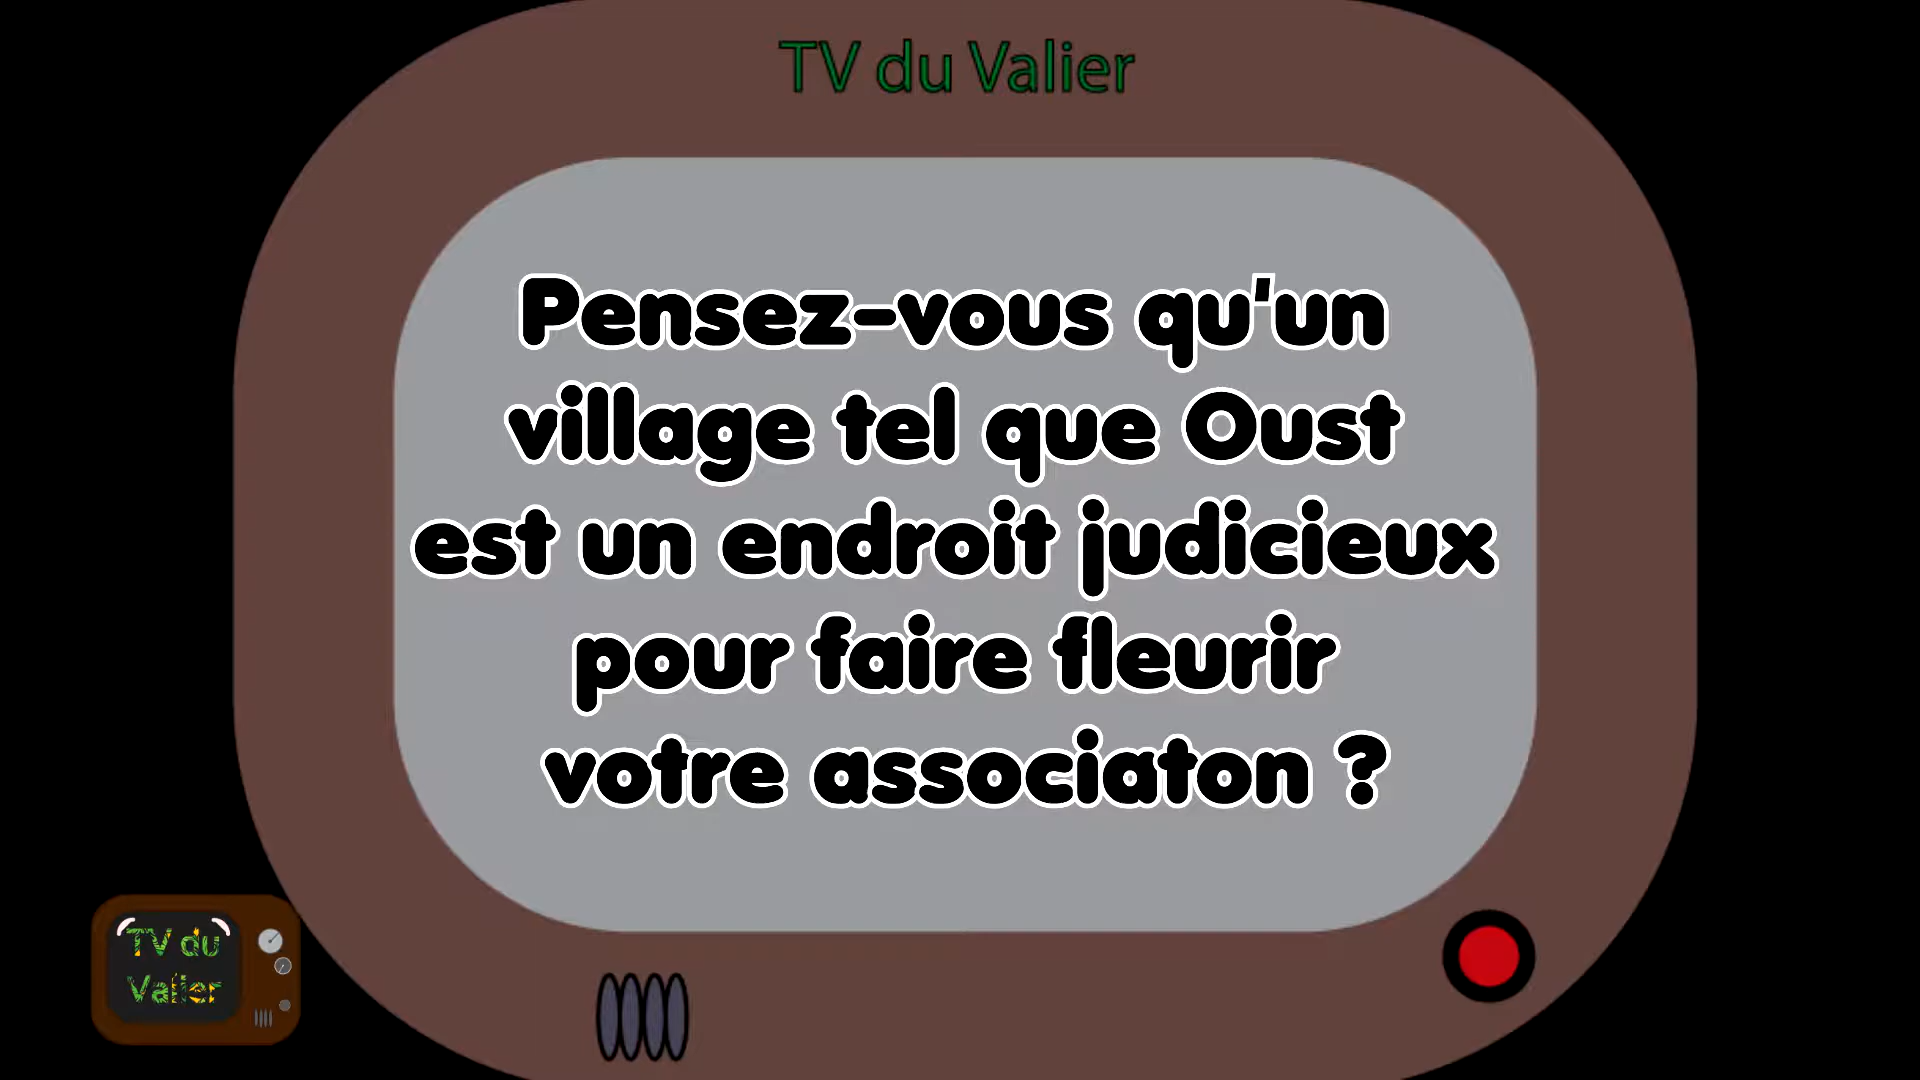 TV du Valier
Pensez-vous qu'un
village tel que Oust
est un endroit judicieux
pour faire fleurir
votre associaton ?
TV du
Valier